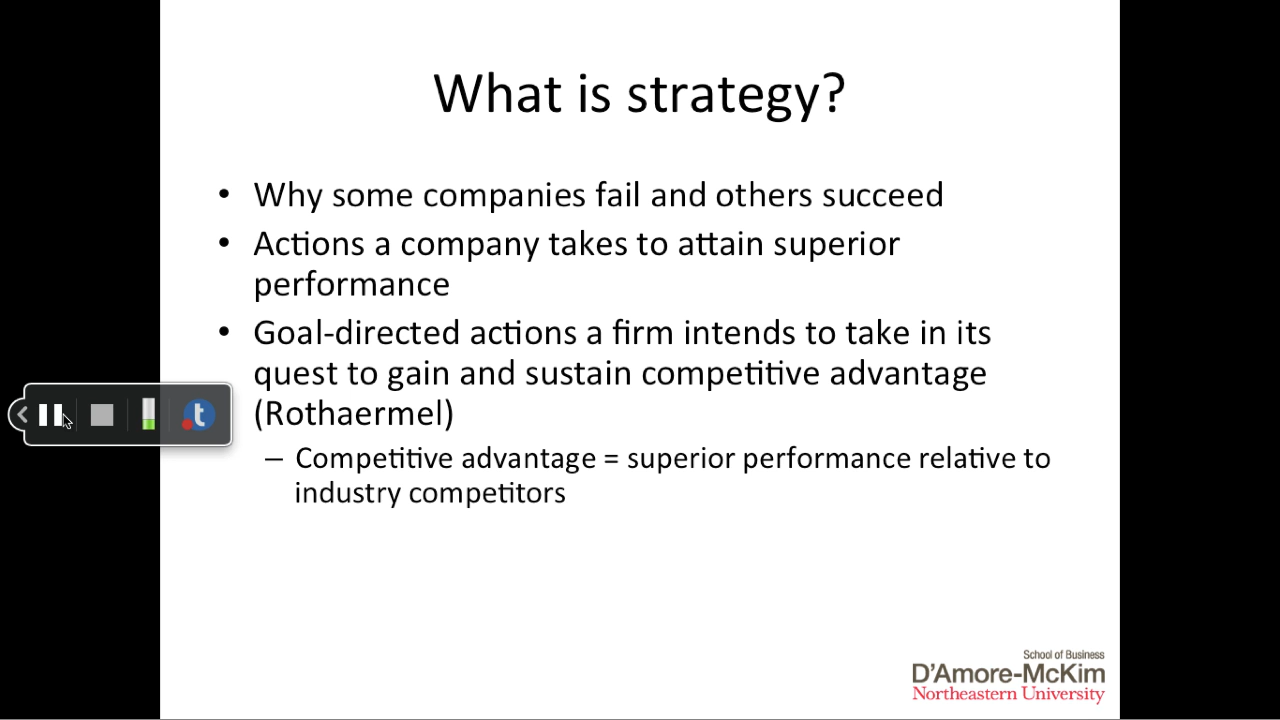 What is strategy?
• Why some companies fail and others succeed
• Actions a company takes to attain superior
performance
• Goal-directed actions a firm intends to take in its
quest to gain and sustain competitive advantage
(Rothaermel)
– Competitive advantage = superior performance relative to
industry competitors
t
School of Business
D'Amore-McKim
Northeastern University